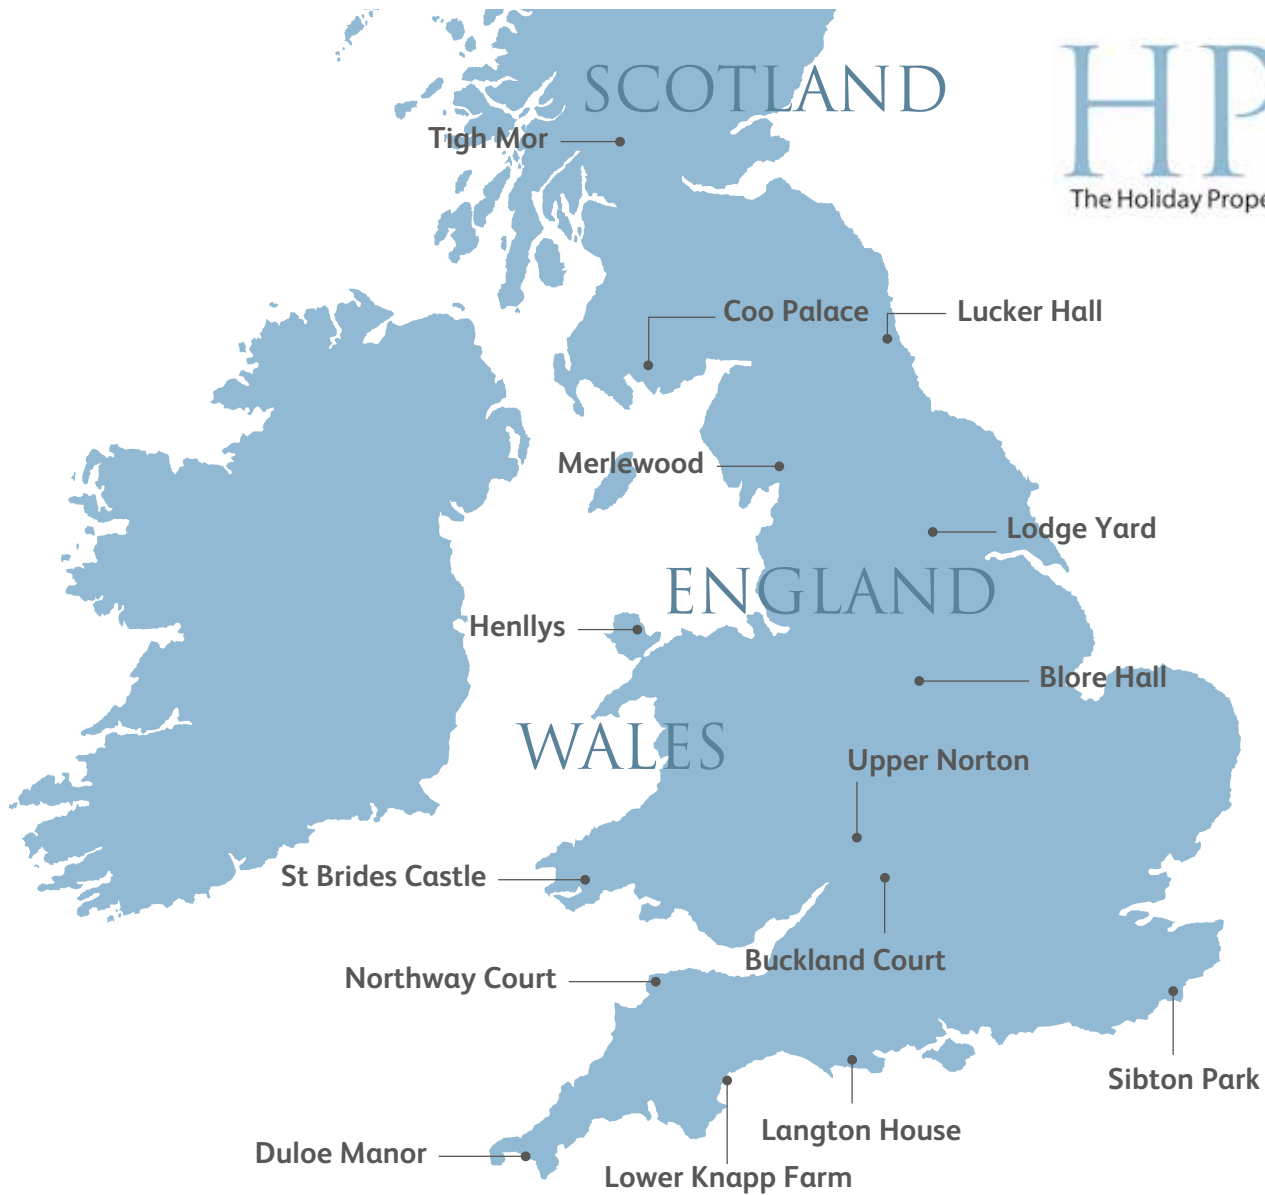 SCOTLAND
HP
The Holiday Prope
Tigh Mor
Coo Palace
Lucker Hall
Merlewood
Lodge Yard
ENGLAND
Henllys
Blore Hall
WALES
Upper Norton
St Brides Castle
Buckland Court
Northway Court
Sibton Park
Langton House
Duloe Manor
Lower Knapp Farm